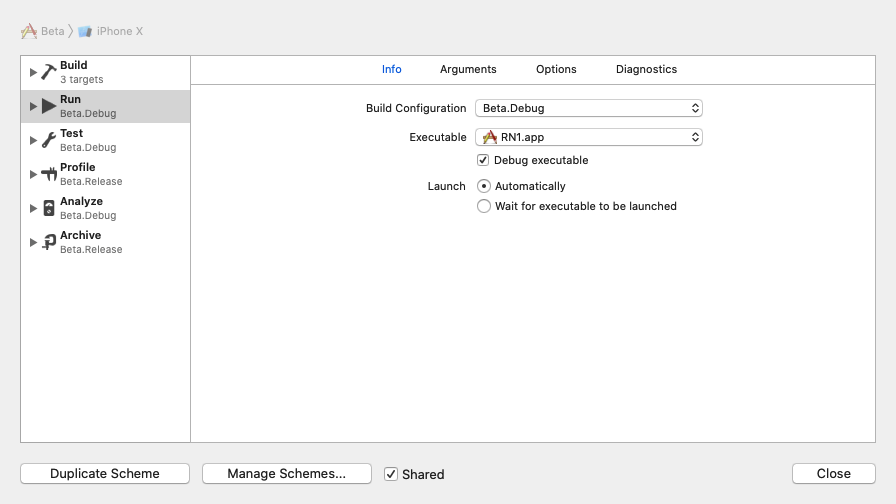 Beta 〉 iPhone X
Build
3 targets
Run
Beta.Debug
Test
Beta.Debug
Profile
Beta.Release
Analyze
Beta.Debug
Archive
Beta.Release
Info Arguments Options Diagnostics
Build Configuration Beta.Debug
Executable RN1.app
Debug executable
Launch Automatically
Wait for executable to be launched
Duplicate Scheme Manage Schemes... Shared Close